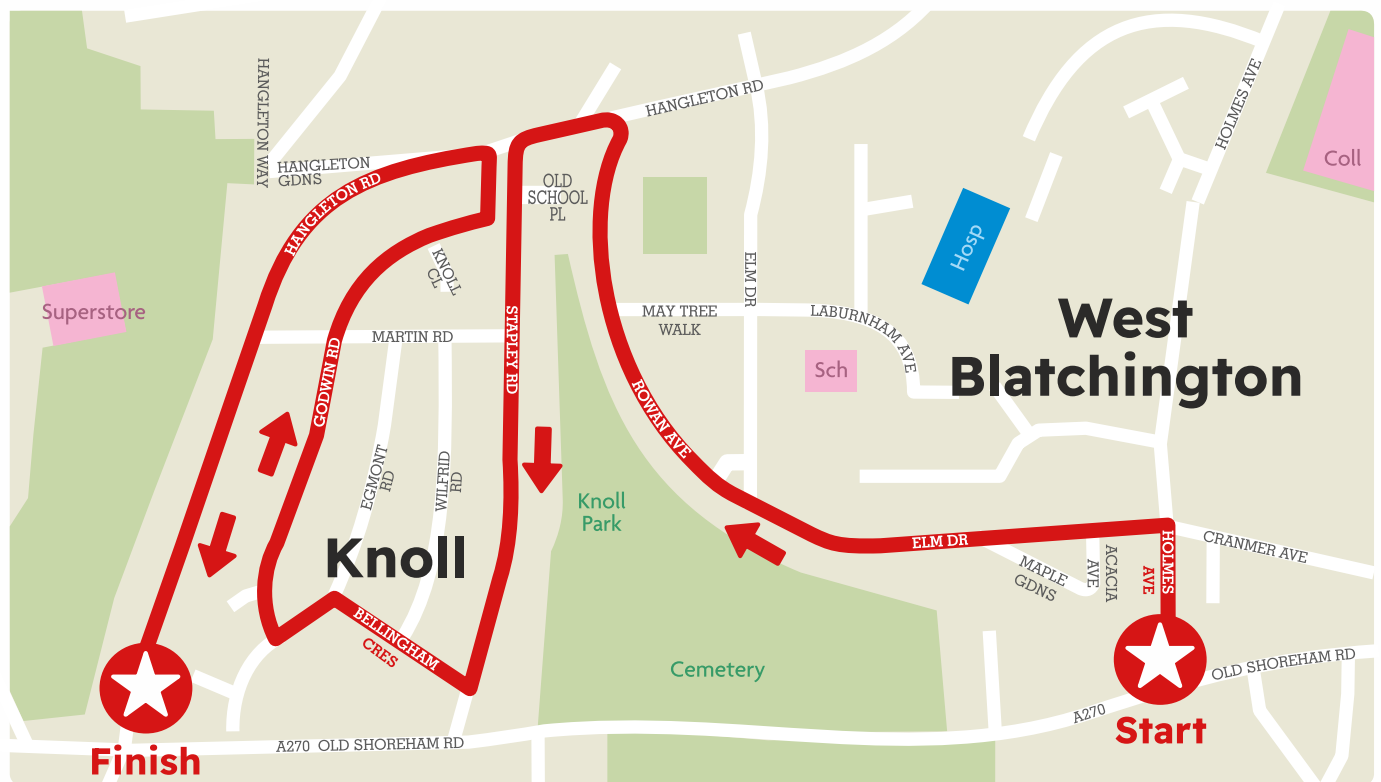 HANGLETON WAY
HANGLETON
GDNS
HANGLETON RD
HANGLETON RD
HOLMES AVE
Coll
OLD
SCHOOL
PL
KNOLL
CL
Hosp
ELM DR
Superstore
MARTIN RD
STAPLEY RD
MAY TREE
WALK
LABURNHAM AVE
West
Blatchington
Sch
GODWIN RD
ROWAN AVE
EGMONT
RD
WILFRID
RD
Knoll
Park
Knoll
ELM DR
HOLMES
AVE
CRANMER AVE
MAPLE
GDNS
ACACIA
AVE
BELLINGHAM
CRES
Cemetery
OLD SHOREHAM RD
A270
Start
A270 OLD SHOREHAM RD
Finish